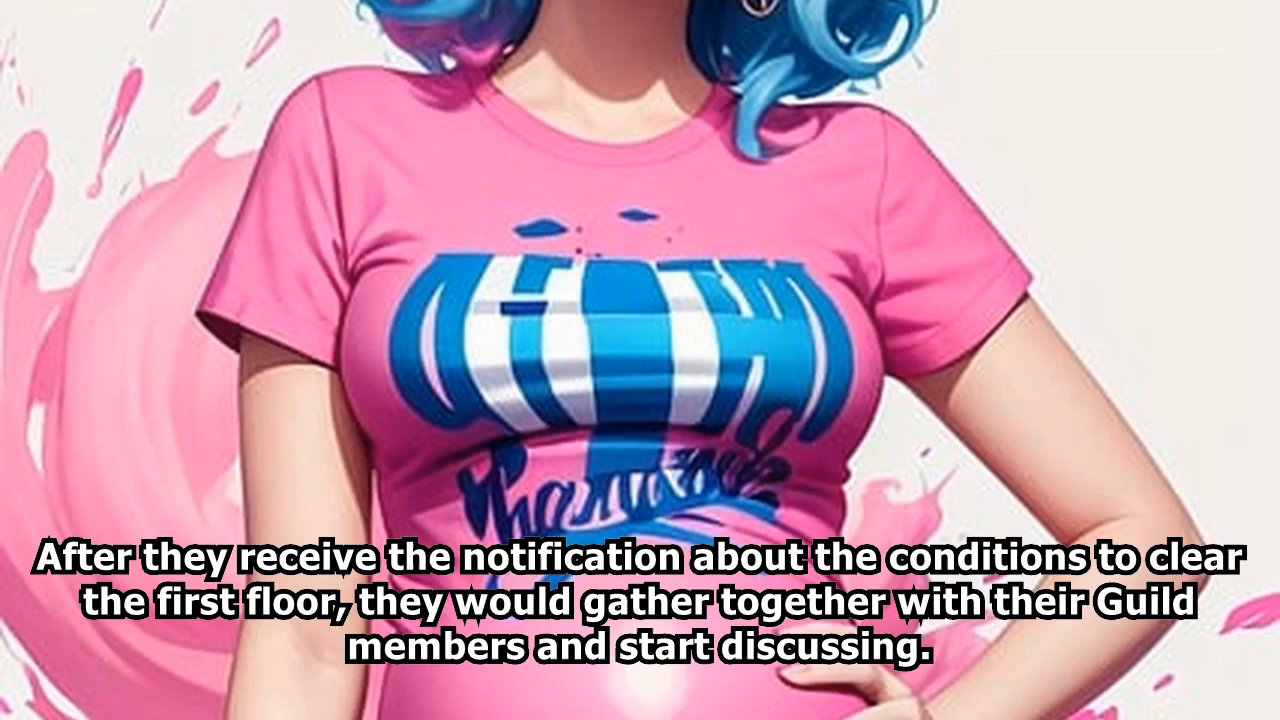 After they receive the notification about the conditions to clear
the first floor, they would gather together with their Guild
members and start discussing.